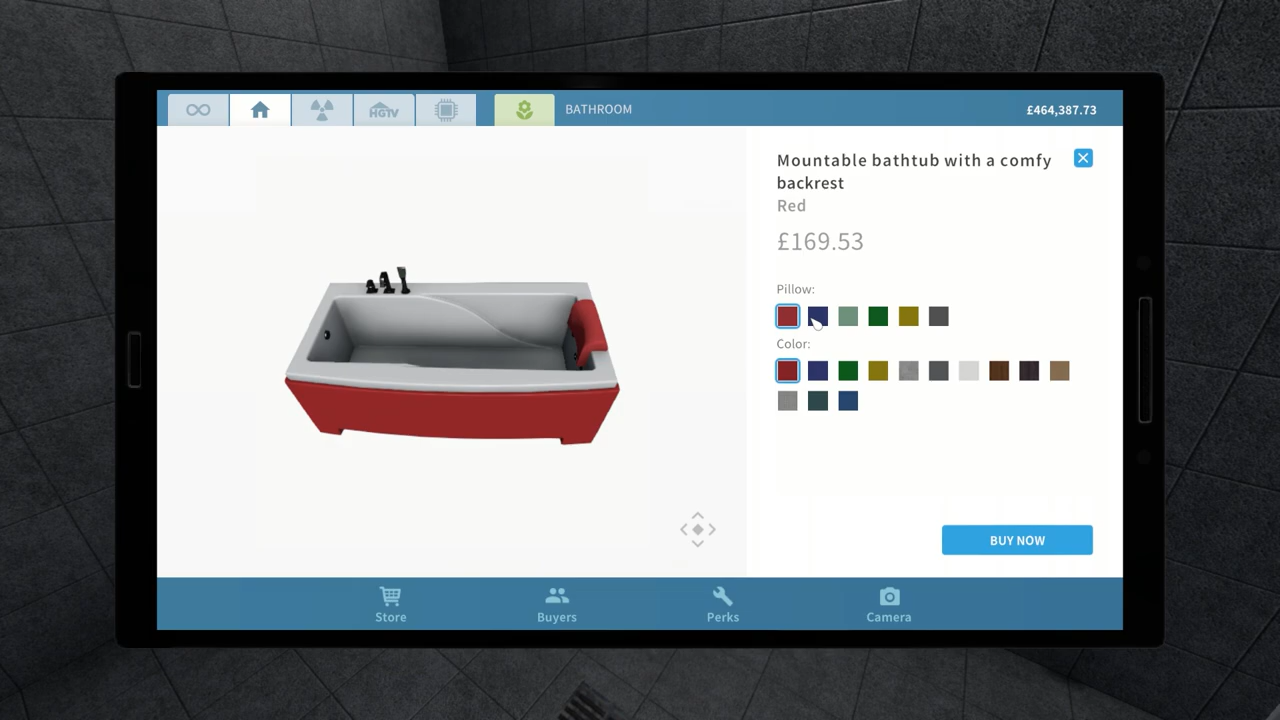 HGTV
BATHROOM
£464,387.73
Mountable bathtub with a comfy
backrest
Red
£169.53
Pillow:
Color:
BUY NOW
Store
Buyers
Perks
Camera